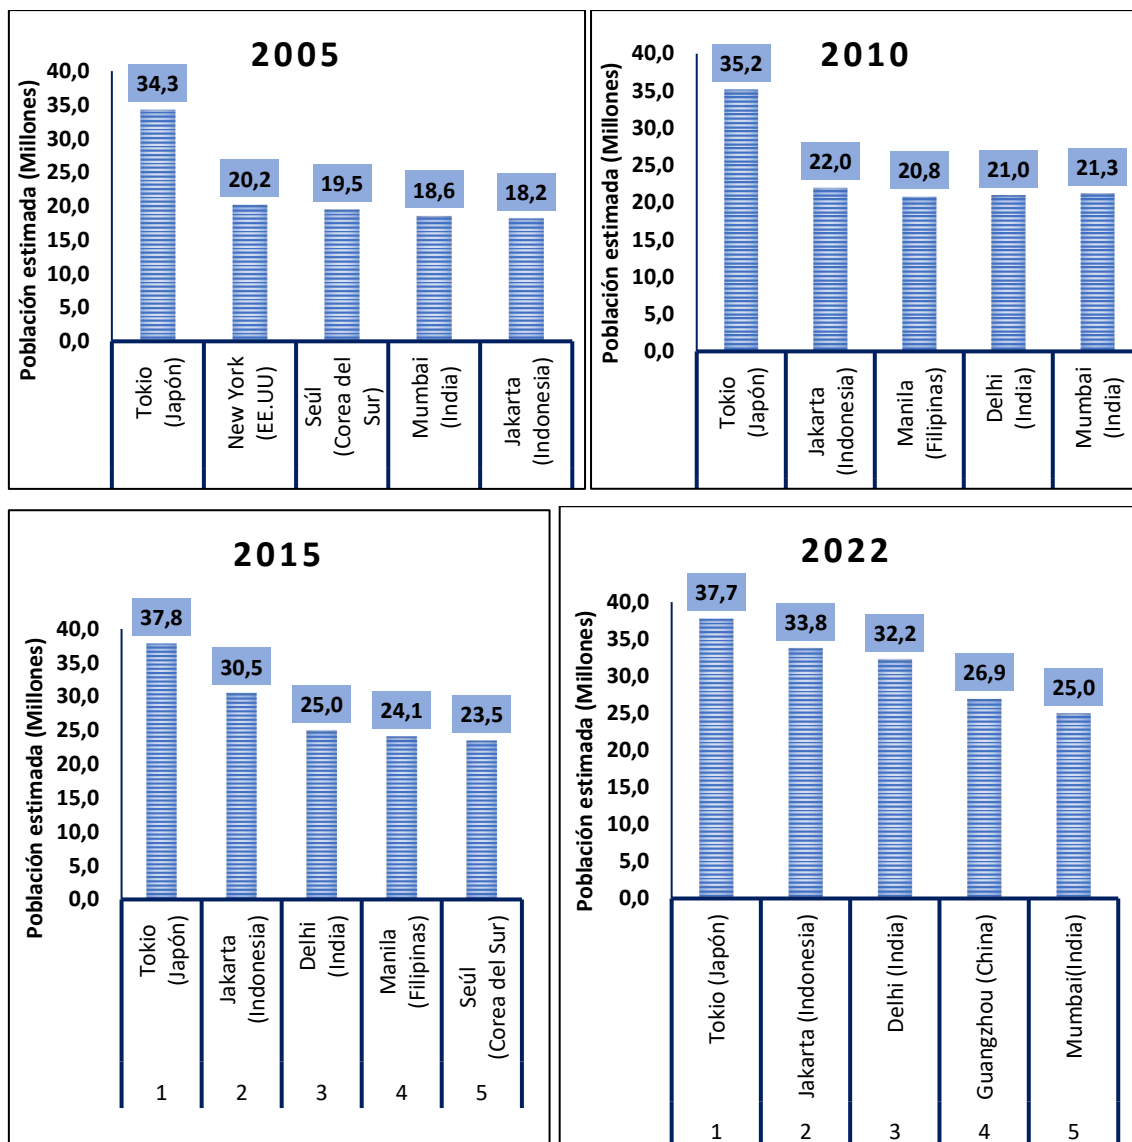 2005
Población estimada (Millones)
40,0
35,0
30,0
25,0
20,0
15,0
10,0
5,0
0,0
34,3
20,2
19,5
18,6
18,2
Tokio
(Japón)
New York
(EE.UU)
Seúl
(Corea del
Sur)
Mumbai
(India)
Jakarta
(Indonesia)
2010
Población estimada (Millones)
40,0
35,0
30,0
25,0
20,0
15,0
10,0
5,0
0,0
35,2
22,0
20,8
21,0
21,3
Tokio
(Japón)
Jakarta
(Indonesia)
Manila
(Filipinas)
Delhi
(India)
Mumbai
(India)
2015
Población estimada (Millones)
40,0
35,0
30,0
25,0
20,0
15,0
10,0
5,0
0,0
37,8
30,5
25,0
24,1
23,5
Tokio
(Japón)
Jakarta
(Indonesia)
Delhi
(India)
Manila
(Filipinas)
Seúl
(Corea del Sur)
1 2 3 4 5
2022
Población estimada (Millones)
40,0
35,0
30,0
25,0
20,0
15,0
10,0
5,0
0,0
37,7
33,8
32,2
26,9
25,0
Tokio (Japón)
Jakarta (Indonesia)
Delhi (India)
Guangzhou (China)
Mumbai(India)
1 2 3 4 5